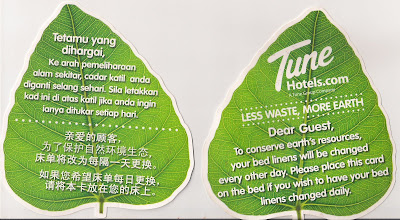 Tetamu yang
dihargai,
Ke arah pemeliharaan
alam sekitar, cadar katil anda
diganti selang sehari. Sila letakkan
kad ini di atas katil jika anda ingin
ianya ditukar setiap hari.
亲爱的顾客,
为了保护自然环境生态,
床单将改为每隔一天更换。
如果您希望床单每日更换,
请将本卡放在您的床上。
Tune
Hotels.com
LESS WASTE, MORE EARTH
Dear Guest,
To conserve earth's resources,
your bed linens will be changed
every other day. Please place this card
on the bed if you wish to have your bed
linens changed daily.